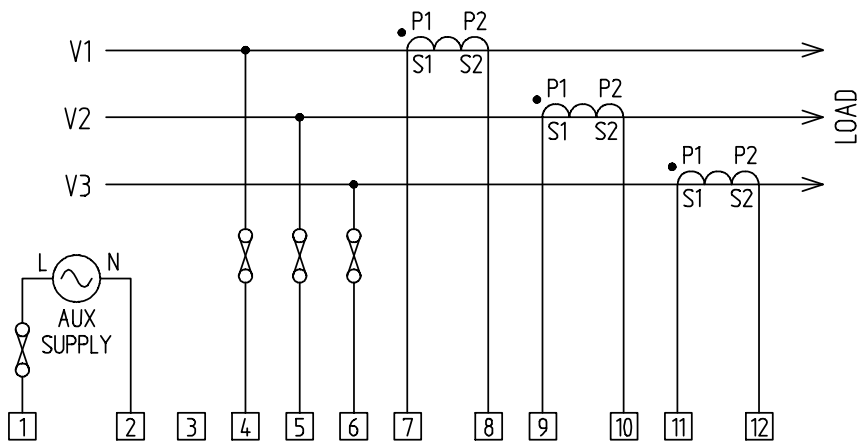 P1 P2
V1
S1 S2
P1 P2
V2
S1 S2
LOAD
P1 P2
V3
S1 S2
L N
AUX
SUPPLY
1 2 3 4 5 6 7 8 9 10 11 12